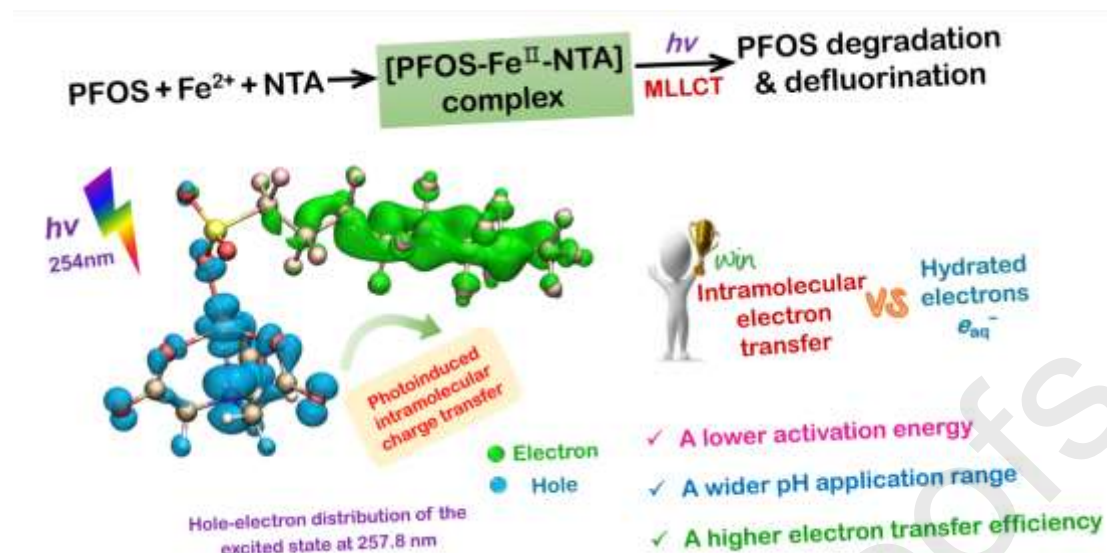 PFOS + Fe²⁺ + NTA
[PFOS-Feᴵᴵ-NTA]
complex
hv
MLLCT
PFOS degradation
& defluorination
hv
254nm
Photoinduced
intramolecular
charge transfer
Electron
Hole
Hole-electron distribution of the
excited state at 257.8 nm
Win
Intramolecular
electron
transfer
VS
Hydrated
electrons
eaq⁻
✓ A lower activation energy
✓ A wider pH application range
✓ A higher electron transfer efficiency